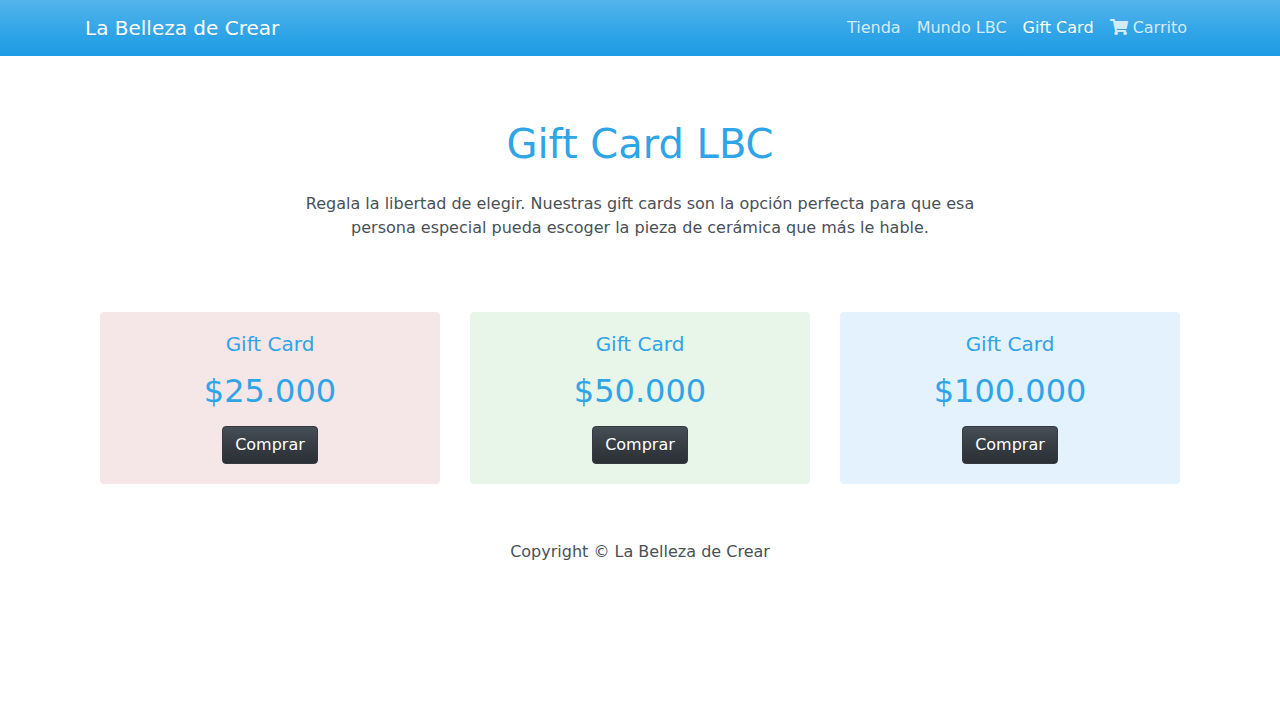 La Belleza de Crear
Tienda
Mundo LBC
Gift Card
Carrito
Gift Card LBC
Regala la libertad de elegir. Nuestras gift cards son la opción perfecta para que esa
persona especial pueda escoger la pieza de cerámica que más le hable.
Gift Card
$25.000
Comprar
Gift Card
$50.000
Comprar
Gift Card
$100.000
Comprar
Copyright © La Belleza de Crear